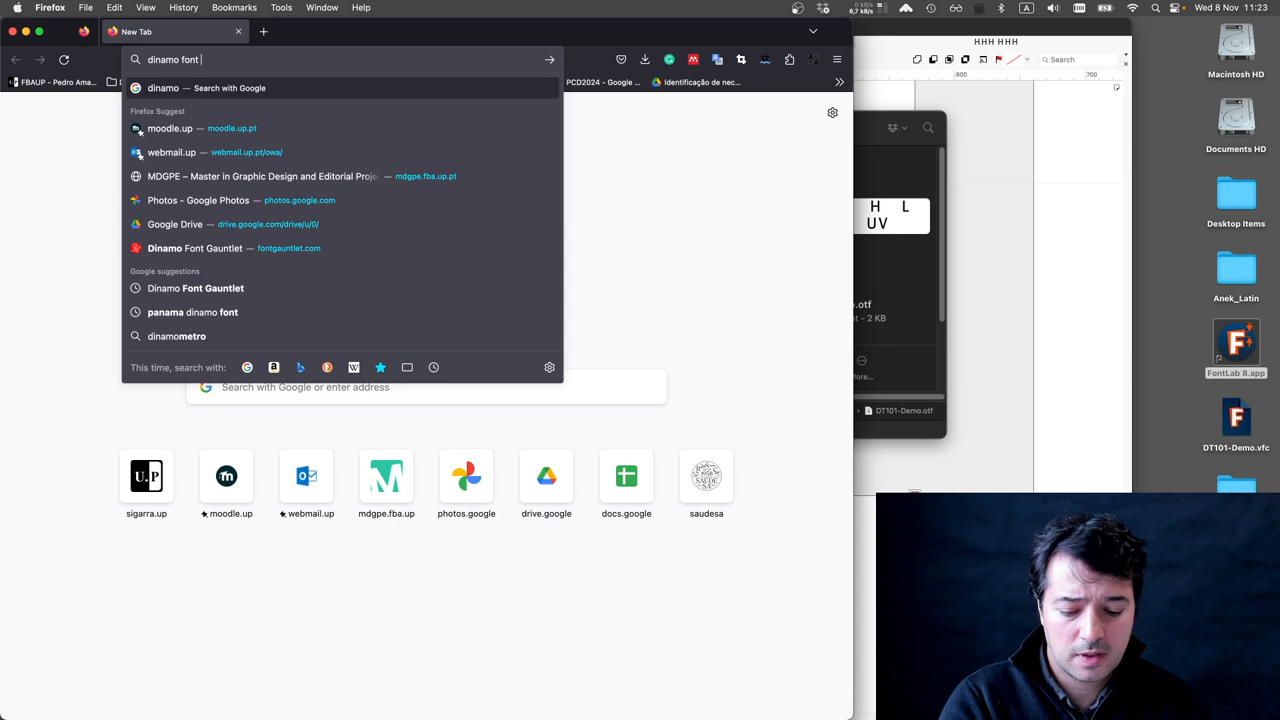 Firefox File Edit View History Bookmarks Tools Window Help
Wed 8 Nov 11:23
New Tab
HHH HHH
dinamo font
Search
FBAUP - Pedro Ama...
PCD2024 - Google ...
Identificação de nec...
600
700
dinamo — Search with Google
Firefox Suggest
moodle.up — moodle.up.pt
webmail.up — webmail.up.pt/owa/
MDGPE – Master in Graphic Design and Editorial Proje — mdgpe.fba.up.pt
Photos - Google Photos — photos.google.com
Google Drive — drive.google.com/drive/u/0/
Dinamo Font Gauntlet — fontgauntlet.com
Google suggestions
Dinamo Font Gauntlet
panama dinamo font
dinamometro
This time, search with:
Search with Google or enter address
H L
UV
o.otf
nt - 2 KB
More...
DT101-Demo.otf
sigarra.up
moodle.up
webmail.up
mdgpe.fba.up
photos.google
drive.google
docs.google
saudesa
Macintosh HD
Documents HD
Desktop Items
Anek_Latin
FontLab 8.app
DT101-Demo.vfc